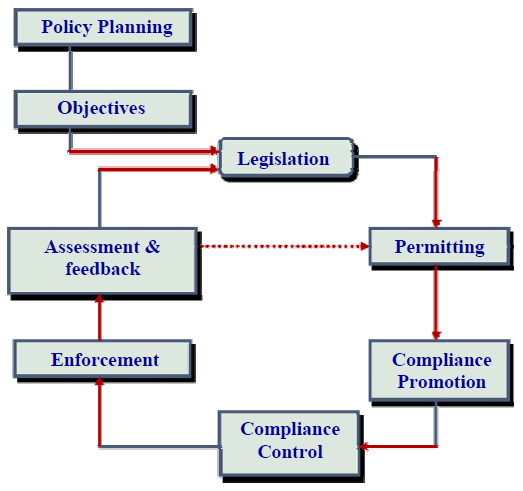 Policy Planning
Objectives
Legislation
Assessment &
feedback
Permitting
Enforcement
Compliance
Promotion
Compliance
Control